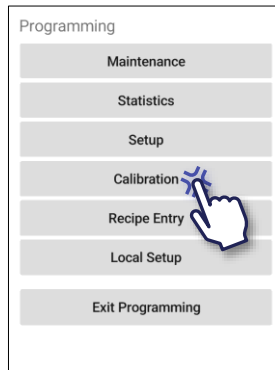 Programming
Maintenance
Statistics
Setup
Calibration
Recipe Entry
Local Setup
Exit Programming